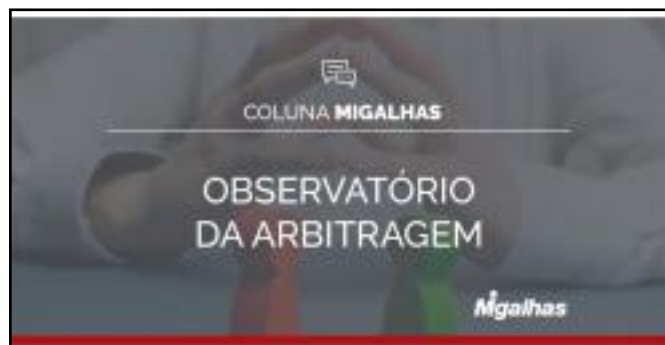 COLUNA MIGALHAS
OBSERVATÓRIO
DA ARBITRAGEM
Migalhas